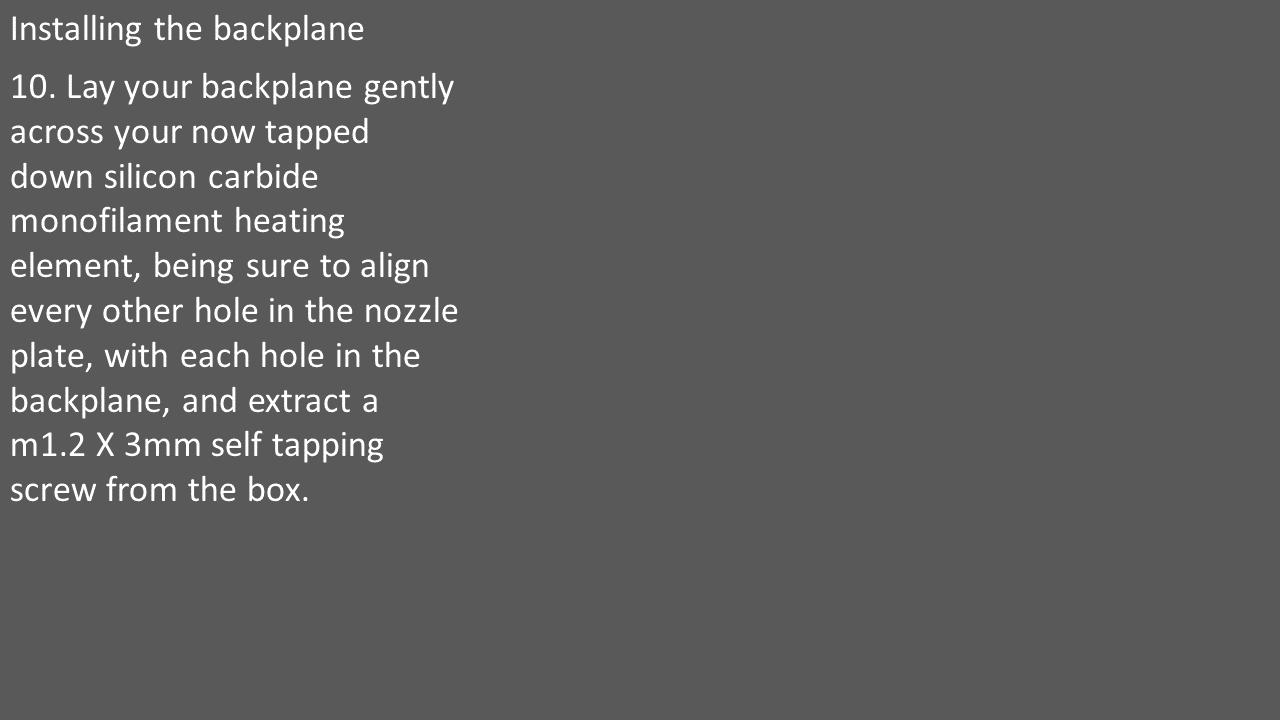 Installing the backplane
10. Lay your backplane gently
across your now tapped
down silicon carbide
monofilament heating
element, being sure to align
every other hole in the nozzle
plate, with each hole in the
backplane, and extract a
m1.2 X 3mm self tapping
screw from the box.